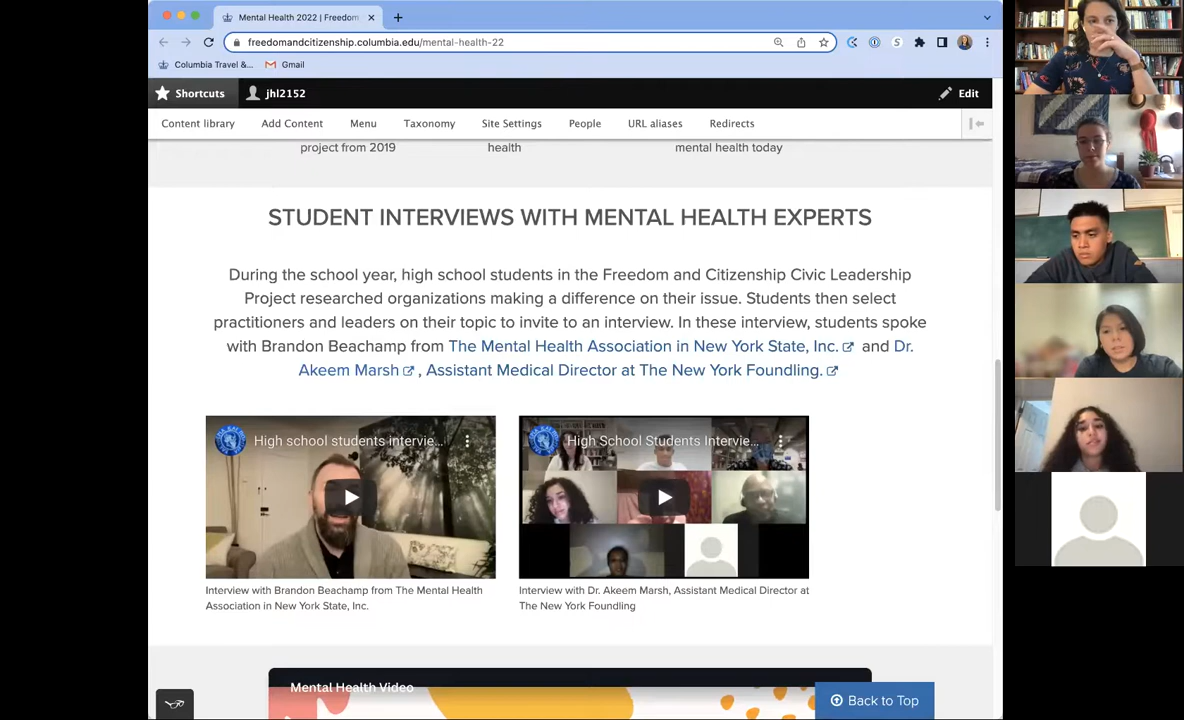 Mental Health 2022 | Freedom
freedomandcitizenship.columbia.edu/mental-health-22
Columbia Travel &...
Gmail
Shortcuts
jhl2152
Edit
Content library
Add Content
Menu
Taxonomy
Site Settings
People
URL aliases
Redirects
project from 2019
health
mental health today
STUDENT INTERVIEWS WITH MENTAL HEALTH EXPERTS
During the school year, high school students in the Freedom and Citizenship Civic Leadership
Project researched organizations making a difference on their issue. Students then select
practitioners and leaders on their topic to invite to an interview. In these interview, students spoke
with Brandon Beachamp from The Mental Health Association in New York State, Inc. and Dr.
Akeem Marsh , Assistant Medical Director at The New York Foundling.
High school students intervie...
High School Students Intervie...
Interview with Brandon Beachamp from The Mental Health
Association in New York State, Inc.
Interview with Dr. Akeem Marsh, Assistant Medical Director at
The New York Foundling
Mental Health Video
Back to Top